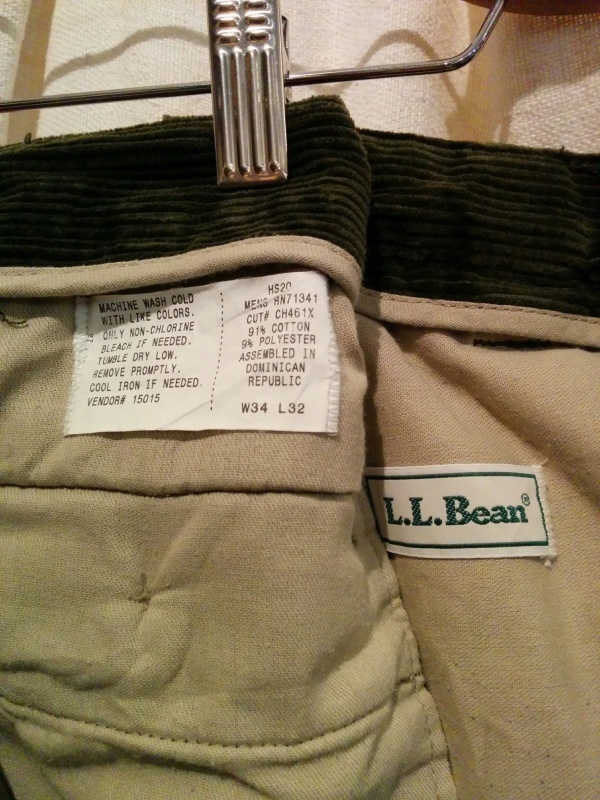 MACHINE WASH COLD
WITH LIKE COLORS.
ONLY NON-CHLORINE
BLEACH IF NEEDED.
TUMBLE DRY LOW.
REMOVE PROMPTLY.
COOL IRON IF NEEDED.
VENDOR# 15015
HS20
MENS RN71341
CUT# CH461X
91% COTTON
9% POLYESTER
ASSEMBLED IN
DOMINICAN
REPUBLIC
W34 L32
L.L.Bean®